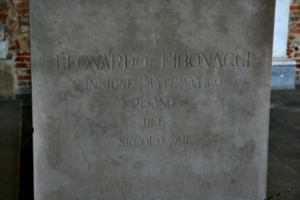 A
LEONARDO FIBONACCI
INSIGNE MATEMATICO
PISANO
DEL
SECOLO XII